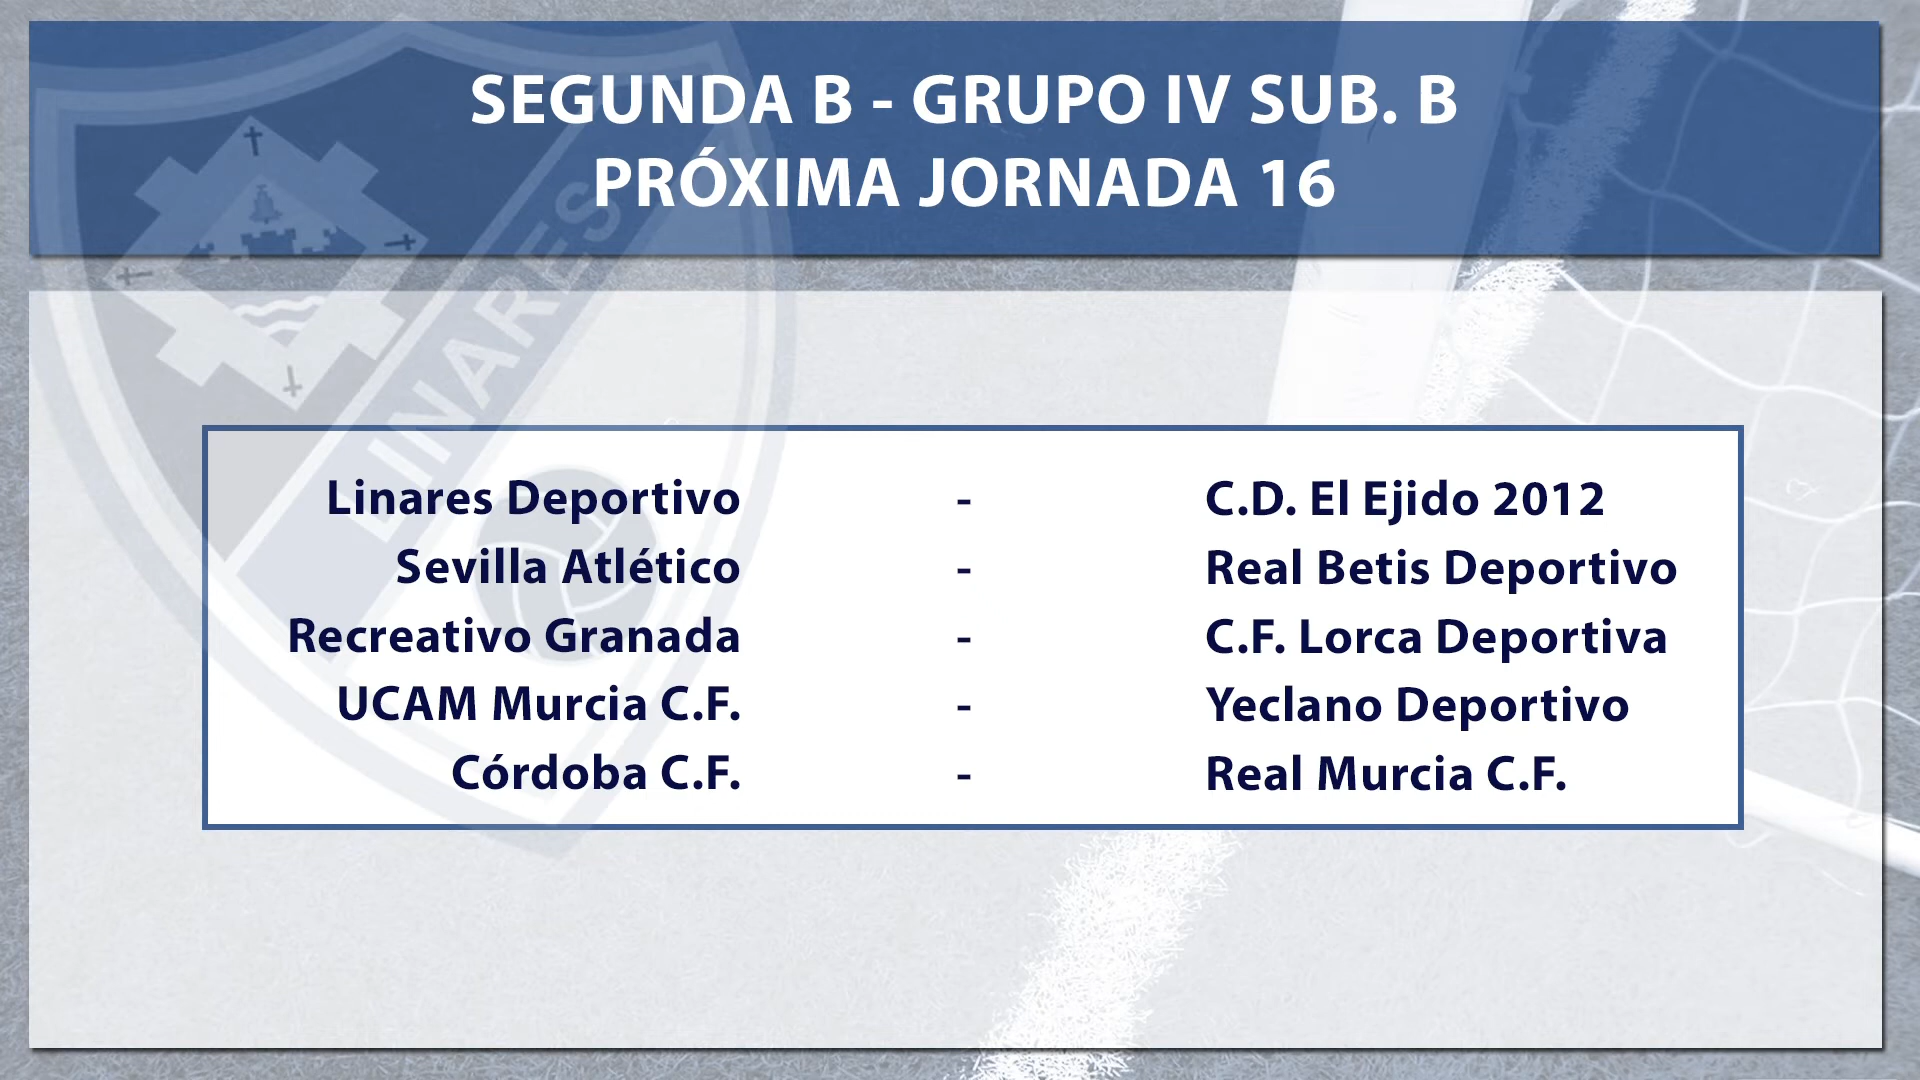 SEGUNDA B - GRUPO IV SUB. B
PRÓXIMA JORNADA 16
LINARES
Linares Deportivo - C.D. El Ejido 2012
Sevilla Atlético - Real Betis Deportivo
Recreativo Granada - C.F. Lorca Deportiva
UCAM Murcia C.F. - Yeclano Deportivo
Córdoba C.F. - Real Murcia C.F.